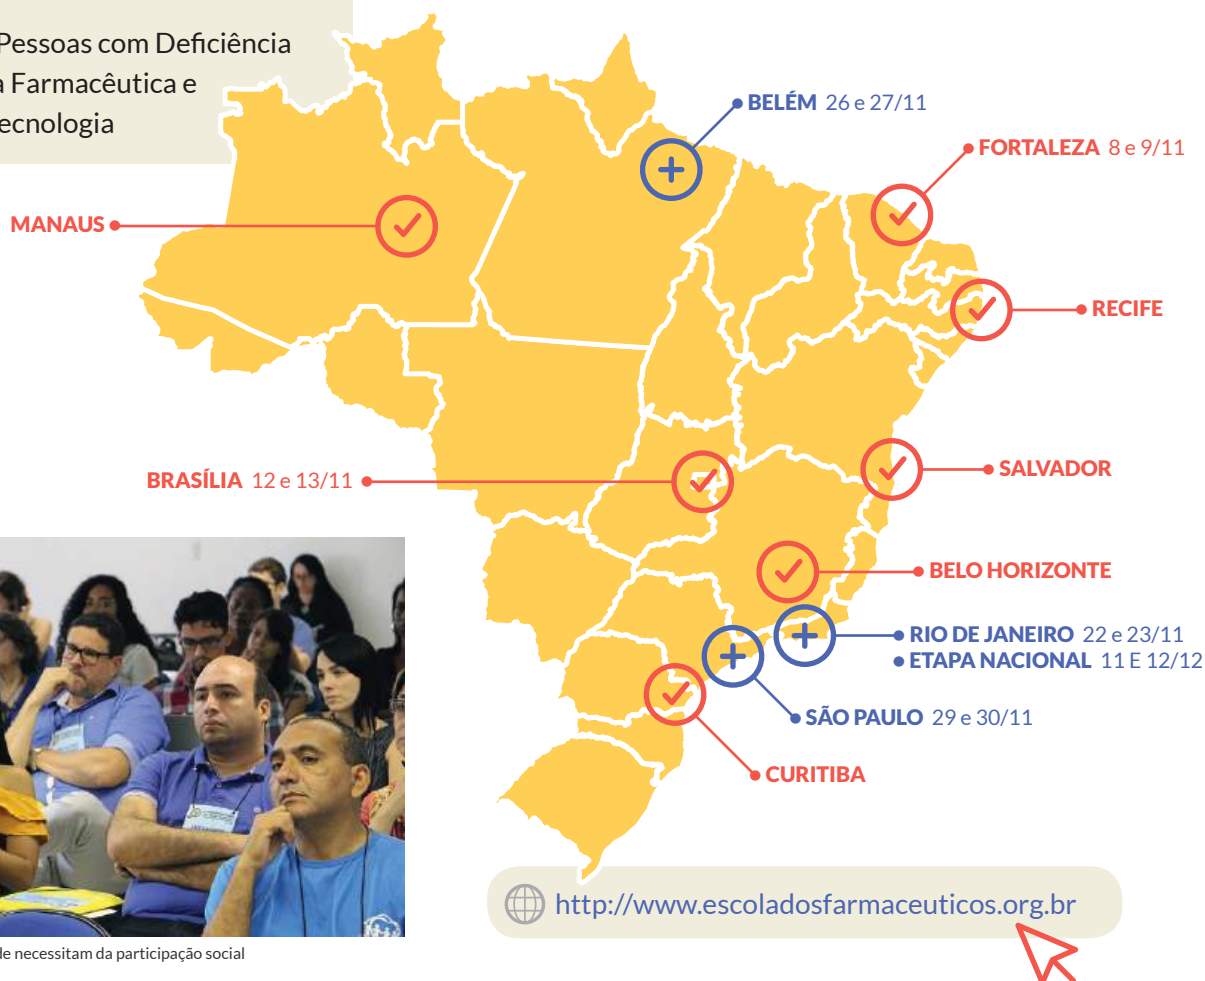 Pessoas com Deficiência
a Farmacêutica e
ecnologia
BELÉM 26 e 27/11
FORTALEZA 8 e 9/11
MANAUS
RECIFE
BRASÍLIA 12 e 13/11
SALVADOR
BELO HORIZONTE
RIO DE JANEIRO 22 e 23/11
ETAPA NACIONAL 11 E 12/12
SÃO PAULO 29 e 30/11
CURITIBA
http://www.escoladosfarmaceuticos.org.br
de necessitam da participação social